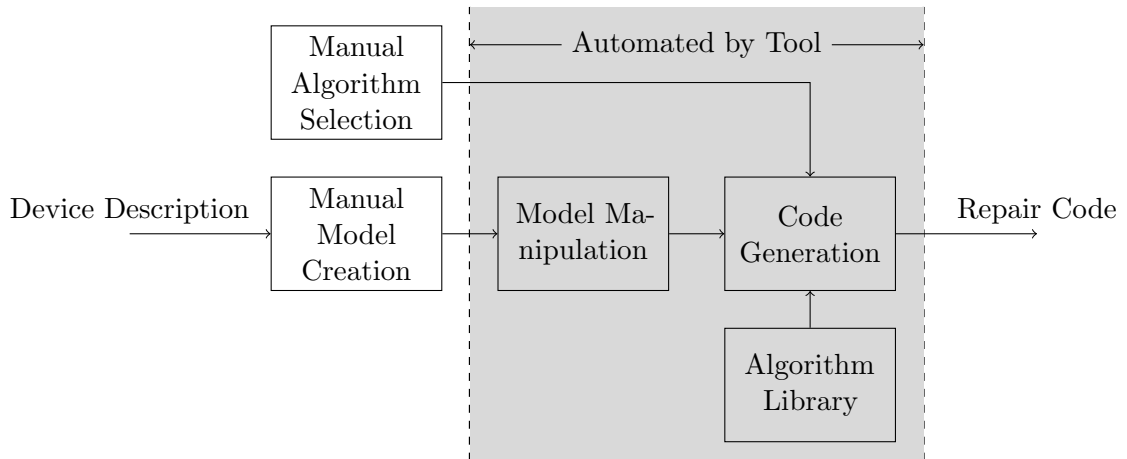 Manual
Algorithm
Selection
Automated by Tool
Device Description
Manual
Model
Creation
Model Ma-
nipulation
Code
Generation
Repair Code
Algorithm
Library